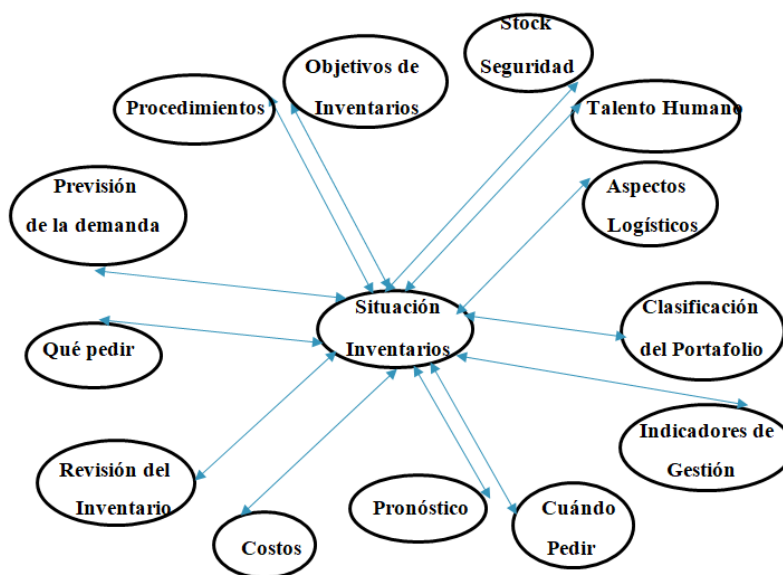 Stock
Seguridad
Objetivos de
Inventarios
Procedimientos
Talento Humano
Previsión
de la demanda
Aspectos
Logísticos
Situación
Inventarios
Clasificación
del Portafolio
Qué pedir
Indicadores de
Gestión
Revisión del
Inventario
Pronóstico
Cuándo
Pedir
Costos